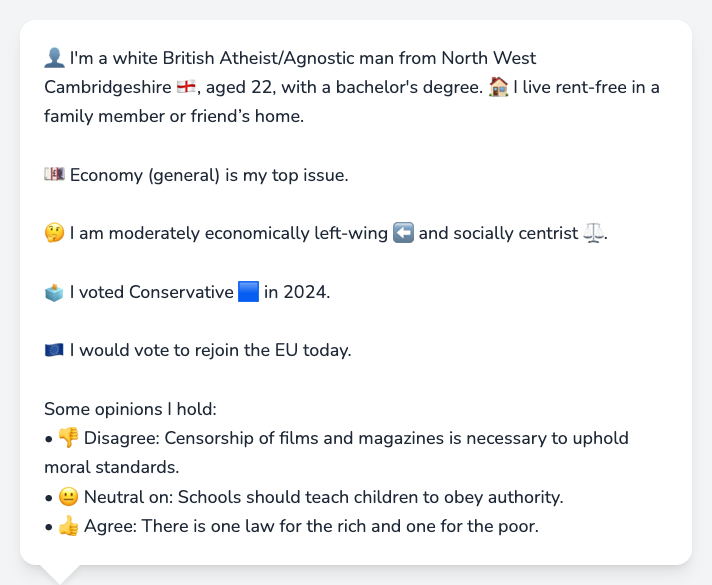 👤 I'm a white British Atheist/Agnostic man from North West
Cambridgeshire 🏴󠁧󠁢󠁥󠁮󠁧󠁿, aged 22, with a bachelor's degree. 🏠 I live rent-free in a
family member or friend’s home.
💷 Economy (general) is my top issue.
🤔 I am moderately economically left-wing ⬅️ and socially centrist ⚖️.
🗳️ I voted Conservative 🟦 in 2024.
🇪🇺 I would vote to rejoin the EU today.
Some opinions I hold:
• 👎 Disagree: Censorship of films and magazines is necessary to uphold
moral standards.
• 😐 Neutral on: Schools should teach children to obey authority.
• 👍 Agree: There is one law for the rich and one for the poor.